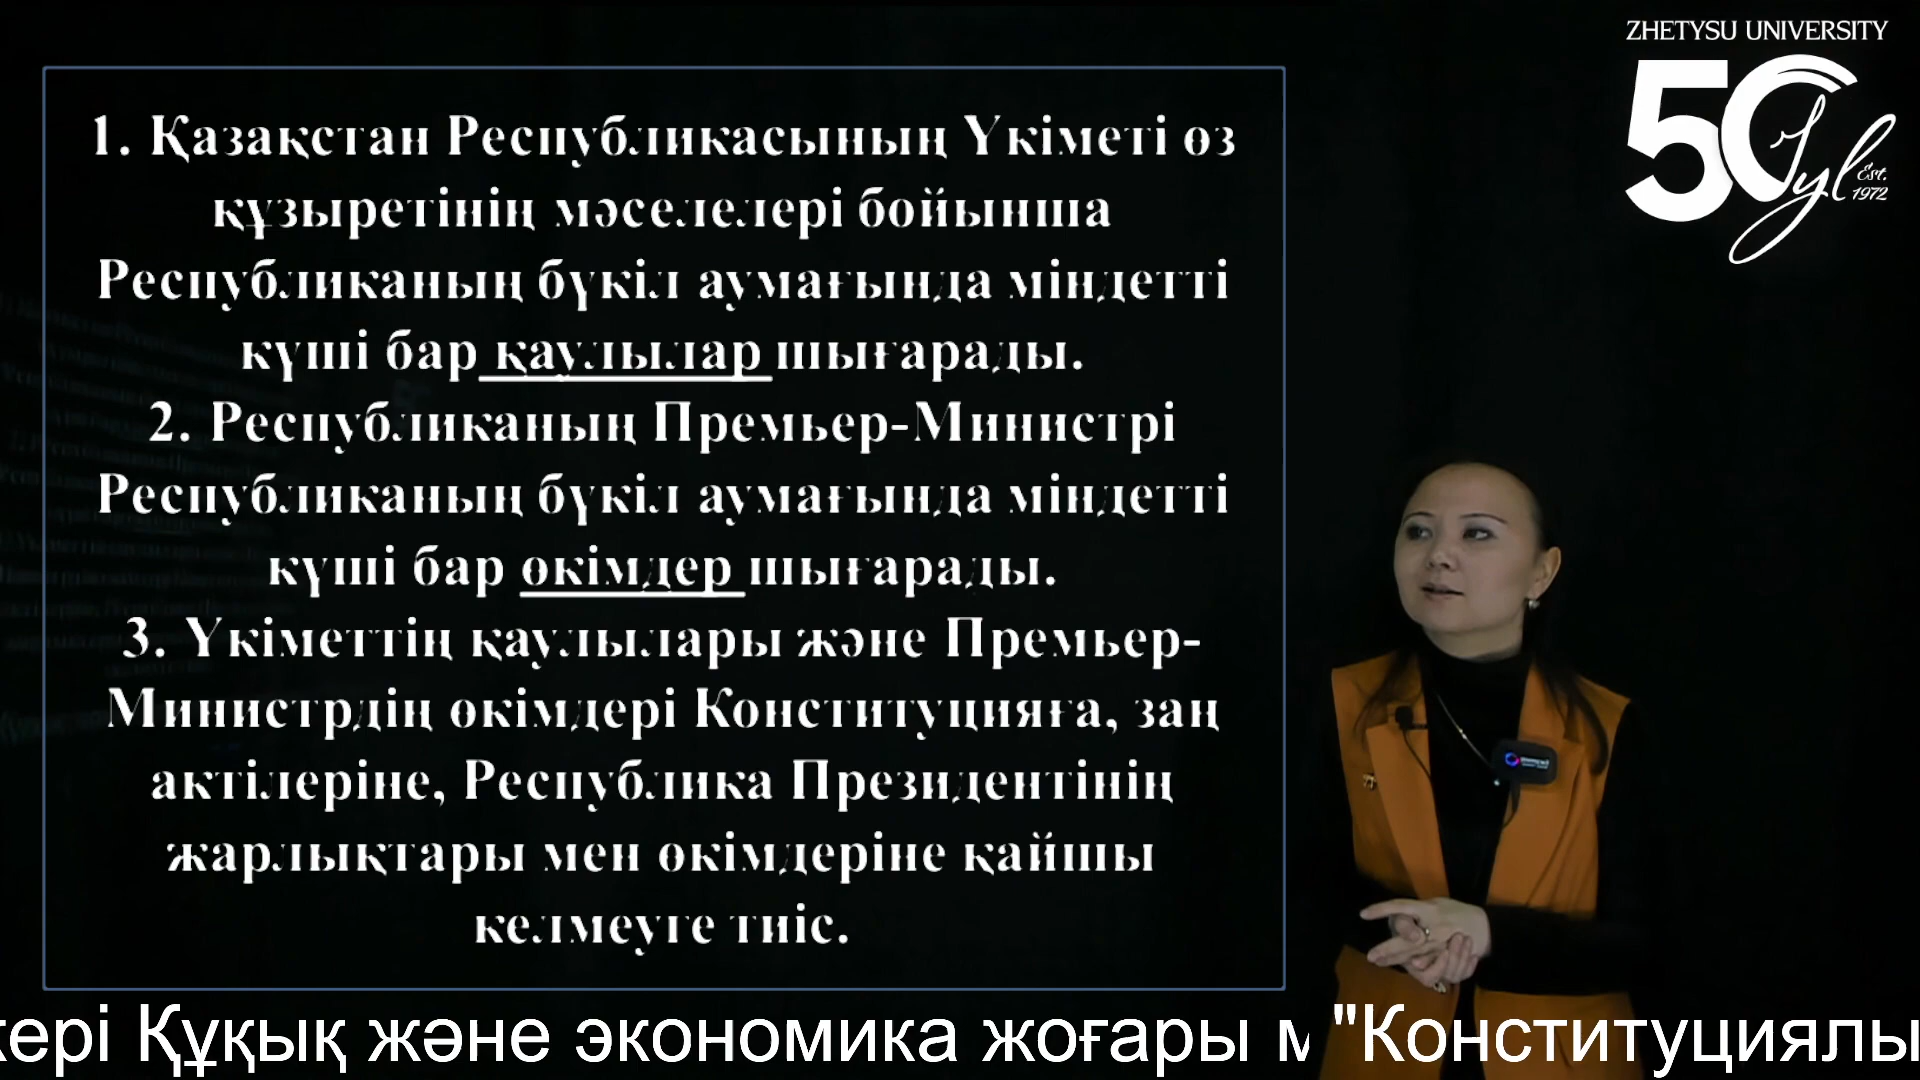 ZHETYSU UNIVERSITY
50
Jyl
Est.
1972
1. Қазақстан Республикасының Үкіметі өз
құзыретінің мәселелері бойынша
Республиканың бүкіл аумағында міндетті
күші бар қаулылар шығарады.
2. Республиканың Премьер-Министрі
Республиканың бүкіл аумағында міндетті
күші бар өкімдер шығарады.
3. Үкіметтің қаулылары және Премьер-
Министрдің өкімдері Конституцияға, заң
актілеріне, Республика Президентінің
жарлықтары мен өкімдеріне қайшы
келмеуге тиіс.
кері Құқық және экономика жоғары м "Конституциялы